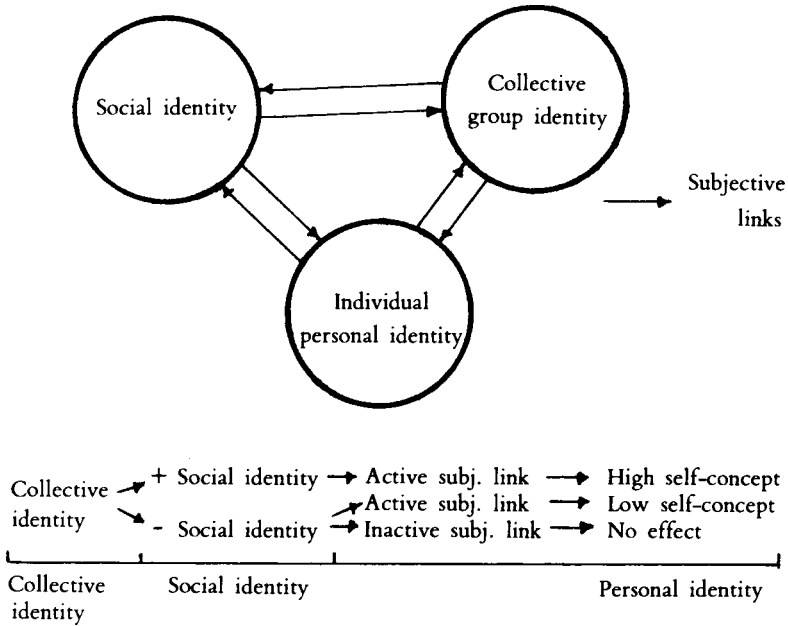 Social identity
Collective
group identity
Subjective
links
Individual
personal identity
+ Social identity Active subj. link High self-concept
Collective Active subj. link Low self-concept
identity - Social identity Inactive subj. link No effect
Collective Social identity Personal identity
identity